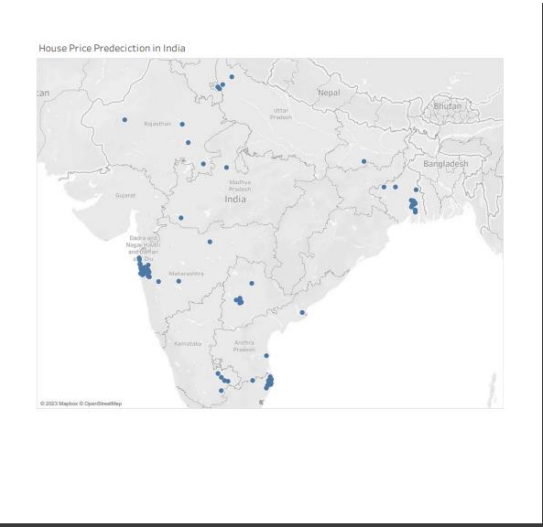 House Price Predeciction in India
an
Nepal
Bhutan
Uttar
Pradesh
Rajasthan
Bangladesh
Madhya
Pradesh
Gujarat
India
Dadra and
Nagar Haveli
and Daman
Diu
Maharashtra
Karnataka
Andhra
Pradesh
© 2023 Mapbox © OpenStreetMap